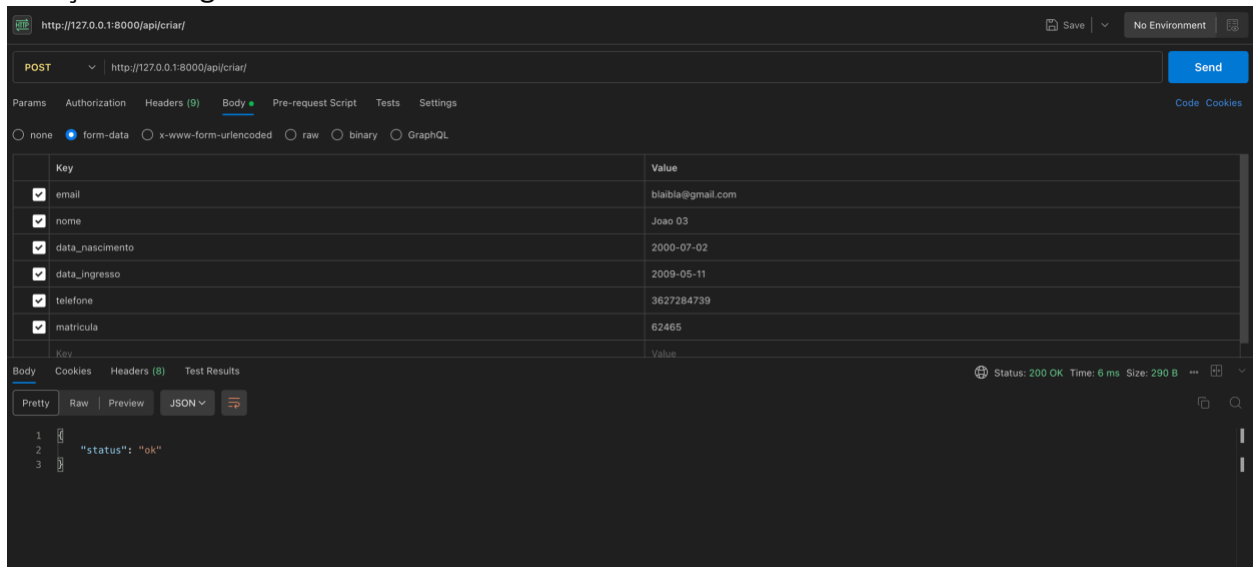 HTTP http://127.0.0.1:8000/api/criar/ Save No Environment
POST http://127.0.0.1:8000/api/criar/ Send
Params Authorization Headers (9) Body Pre-request Script Tests Settings Code Cookies
none form-data x-www-form-urlencoded raw binary GraphQL
Key Value
email blaibla@gmail.com
nome Joao 03
data_nascimento 2000-07-02
data_ingresso 2009-05-11
telefone 3627284739
matricula 62465
Key Value
Body Cookies Headers (8) Test Results Status: 200 OK Time: 6 ms Size: 290 B
Pretty Raw Preview JSON
1 {
2 "status": "ok"
3 }